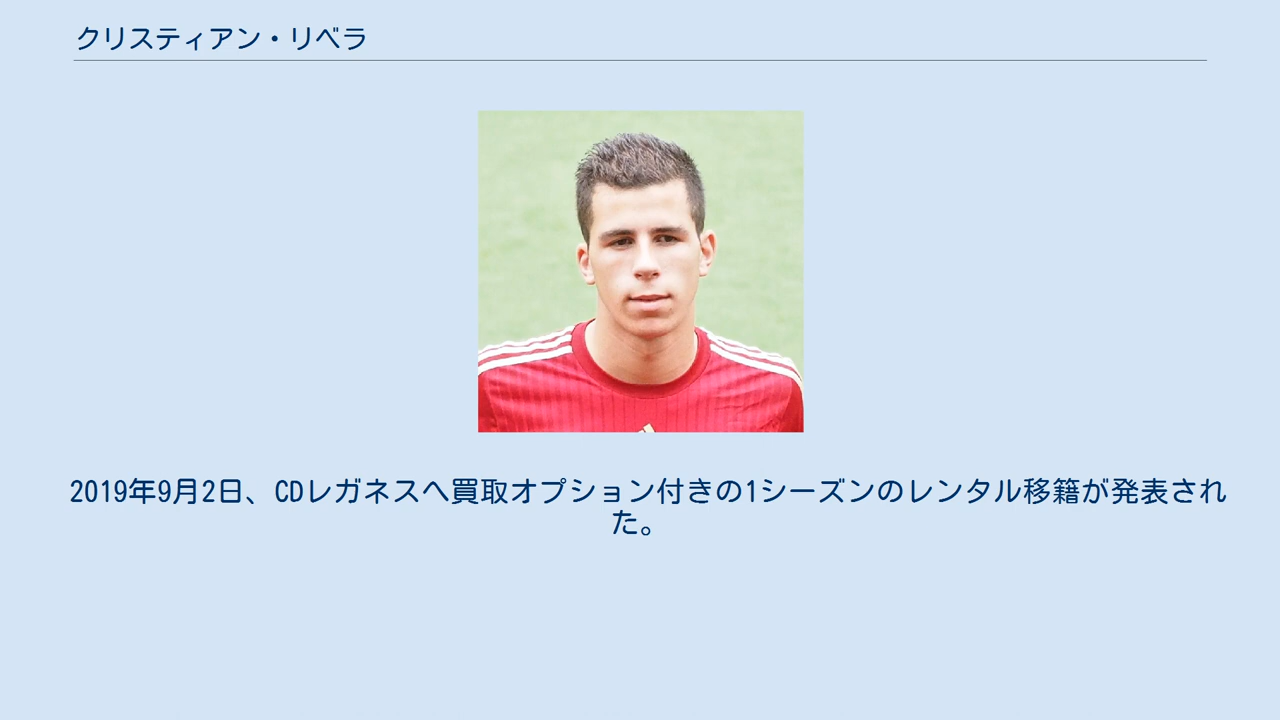 クリスティアン・リベラ
2019年9月2日、CDレガネスへ買取オプション付きの1シーズンのレンタル移籍が発表され
た。